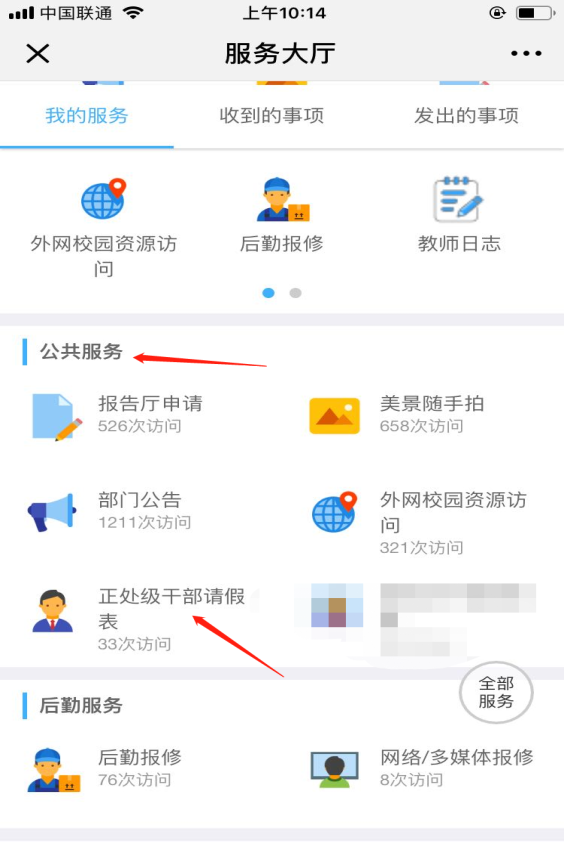 中国联通
上午10:14
服务大厅
我的服务
收到的事项
发出的事项
外网校园资源访
问
后勤报修
教师日志
公共服务
报告厅申请
526次访问
美景随手拍
658次访问
部门公告
1211次访问
外网校园资源访
问
321次访问
正处级干部请假
表
33次访问
全部
服务
后勤服务
后勤报修
76次访问
网络/多媒体报修
8次访问